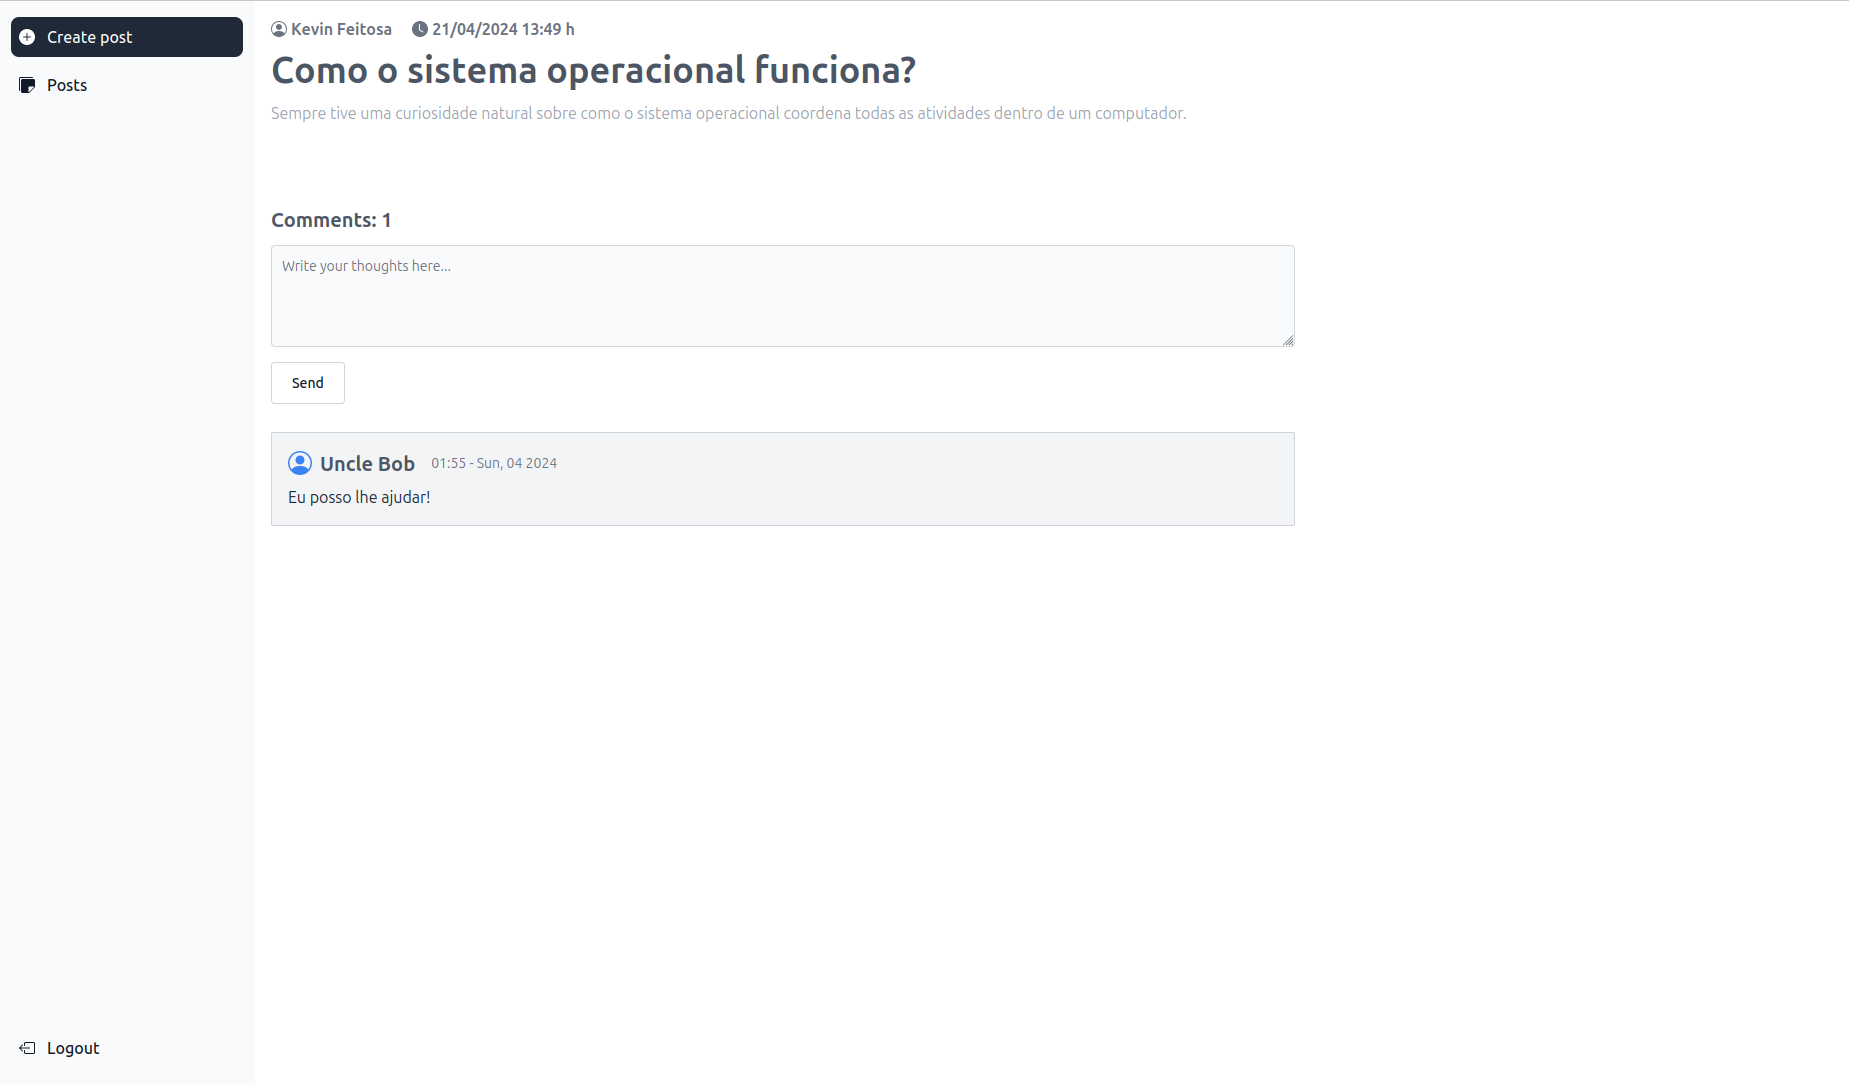 Create post
Posts
Logout
Kevin Feitosa 21/04/2024 13:49 h
Como o sistema operacional funciona?
Sempre tive uma curiosidade natural sobre como o sistema operacional coordena todas as atividades dentro de um computador.
Comments: 1
Write your thoughts here...
Send
Uncle Bob 01:55 - Sun, 04 2024
Eu posso lhe ajudar!